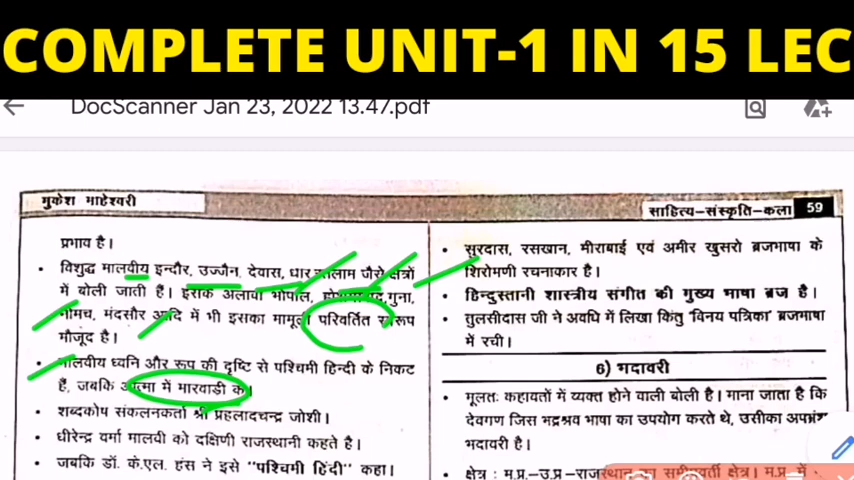 COMPLETE UNIT-1 IN 15 LEC
DocScanner Jan 23, 2022 13.47.pdf
मुकेश माहेश्वरी
साहित्य-संस्कृति-कला 59
प्रभाव है।
• विशुद्ध मालवीय इन्दौर, उज्जैन, देवास, धार रतलाम जैसे क्षेत्रों
में बोली जाती हैं। इसके अलावा भोपाल, होशंगाबाद,गुना,
नीमच, मंदसौर आदि में भी इसका मामूली परिवर्तित स्वरूप
मौजूद है।
• मालवीय ध्वनि और रूप की दृष्टि से पश्चिमी हिन्दी के निकट
है, जबकि आत्मा में मारवाडी के।
• शब्दकोष संकलनकर्ता श्री प्रहलादचन्द्र जोशी।
• धीरेन्द्र वर्मा मालवी को दक्षिणी राजस्थानी कहते है।
• जबकि डॉ. के.एल. हंस ने इसे "पश्चिमी हिंदी" कहा।
• सुरदास, रसखान, मीराबाई एवं अमीर खुसरो ब्रजभाषा के
शिरोमणी रचनाकार है।
• हिन्दुस्तानी शास्त्रीय संगीत की मुख्य भाषा ब्रज है।
• तुलसीदास जी ने अवधि में लिखा किंतु 'विनय पत्रिका' ब्रजभाषा
में रची।
6) भदावरी
• मूलतः कहावतों में व्यक्त होने वाली बोली है। माना जाता है कि
देवगण जिस भद्रश्रव भाषा का उपयोग करते थे, उसीका अपभ्रंश
भदावरी है।
• क्षेत्र : म.प्र.-उ.प्र-राजस्थान का समीपवर्ती क्षेत्र। म.प्र. में -